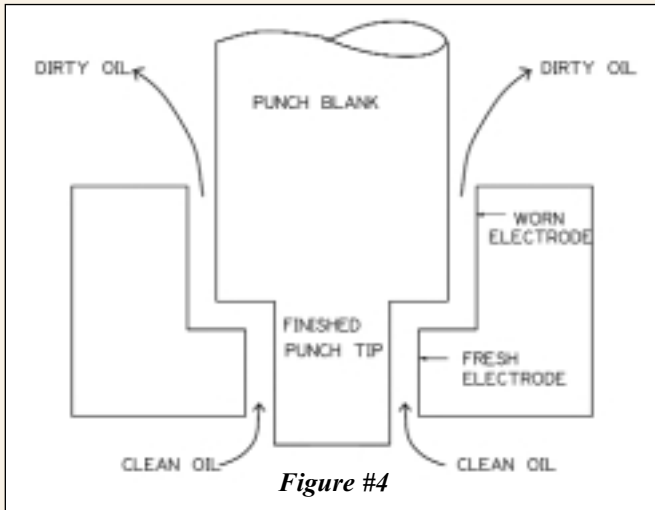 DIRTY OIL
DIRTY OIL
PUNCH BLANK
WORN
ELECTRODE
FINISHED
PUNCH TIP
FRESH
ELECTRODE
CLEAN OIL
CLEAN OIL
Figure #4